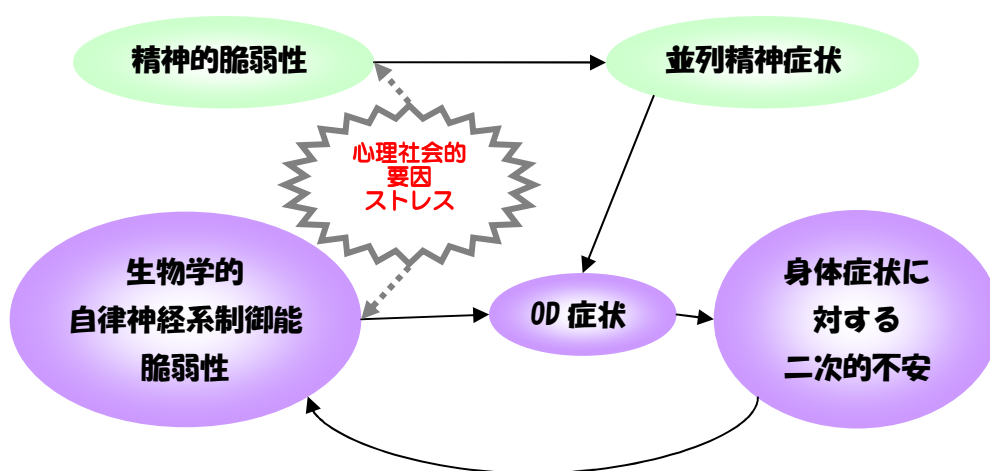 精神的脆弱性
並列精神症状
心理社会的
要因
ストレス
生物学的
自律神経系制御能
脆弱性
OD 症状
身体症状に
対する
二次的不安